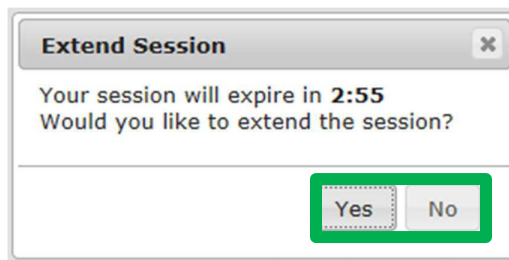 Extend Session
Your session will expire in 2:55
Would you like to extend the session?
Yes No